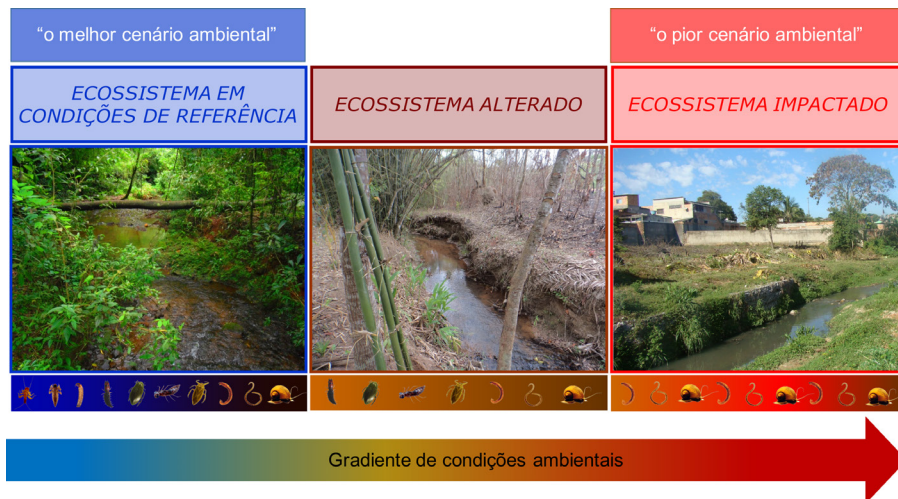 “o melhor cenário ambiental”
“o pior cenário ambiental”
ECOSSISTEMA EM
CONDIÇÕES DE REFERÊNCIA
ECOSSISTEMA ALTERADO
ECOSSISTEMA IMPACTADO
Gradiente de condições ambientais